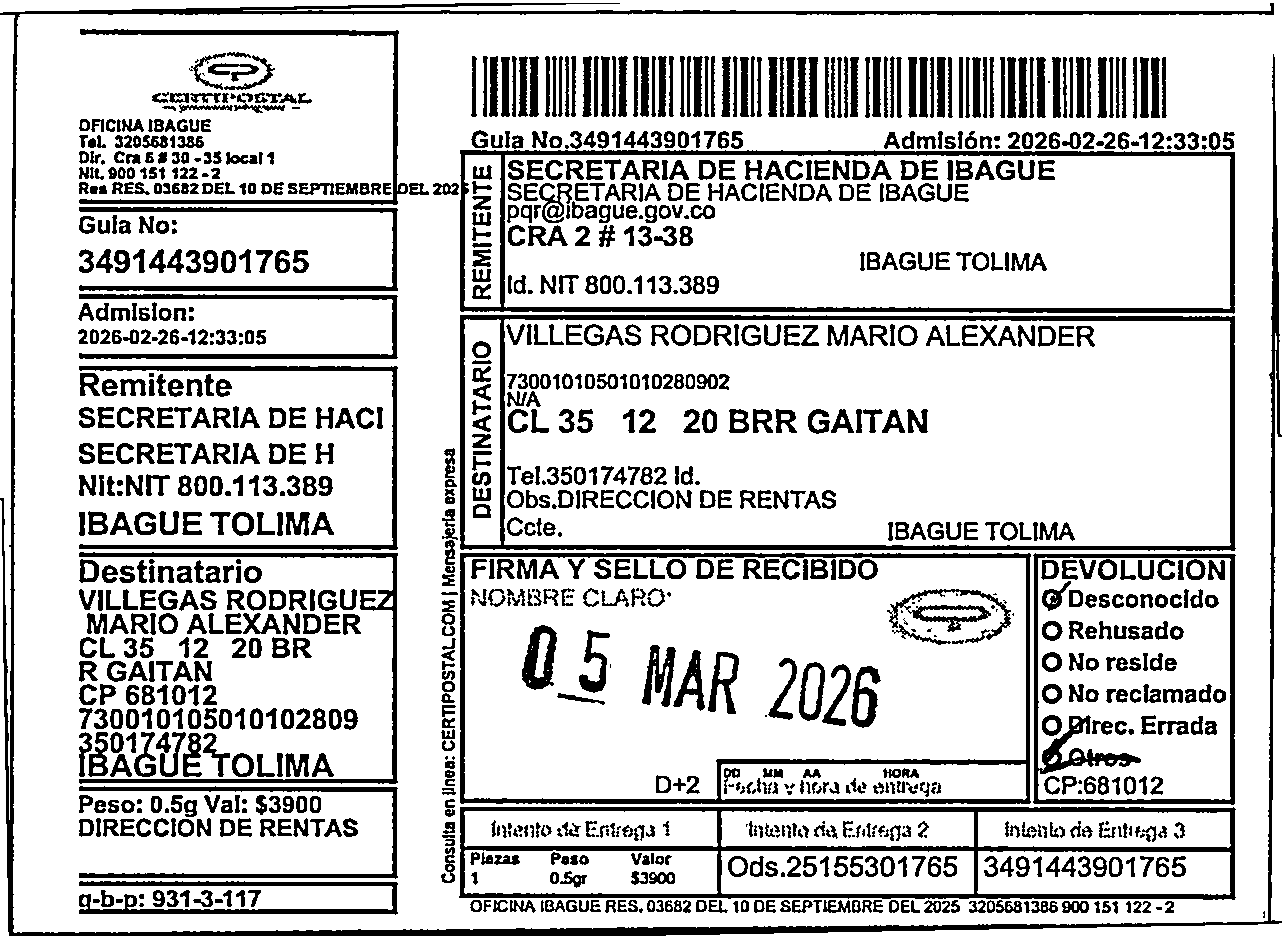 CERTIPOSTAL
OFICINA IBAGUE
Tel. 3205681386
Dir. Cra 5 # 30 -35 local 1
Nit. 900 151 122 - 2
Res RES. 03682 DEL 10 DE SEPTIEMBRE DEL 2025
Guia No:
3491443901765
Admision:
2026-02-26-12:33:05
Remitente
SECRETARIA DE HACI
SECRETARIA DE H
Nit:NIT 800.113.389
IBAGUE TOLIMA
Destinatario
VILLEGAS RODRIGUEZ
MARIO ALEXANDER
CL 35 12 20 BR
R GAITAN
CP 681012
730010105010102809
350174782
IBAGUE TOLIMA
Peso: 0.5g Val: $3900
DIRECCION DE RENTAS
g-b-p: 931-3-117
Consulta en linea: CERTIPOSTAL.COM | Mensajeria expresa
Guia No.3491443901765 Admisión: 2026-02-26-12:33:05
REMITENTE
SECRETARIA DE HACIENDA DE IBAGUE
SECRETARIA DE HACIENDA DE IBAGUE
pqr@ibague.gov.co
CRA 2 # 13-38
IBAGUE TOLIMA
Id. NIT 800.113.389
DESTINATARIO
VILLEGAS RODRIGUEZ MARIO ALEXANDER
73001010501010280902
N/A
CL 35 12 20 BRR GAITAN
Tel.350174782 Id.
Obs.DIRECCION DE RENTAS
Ccte.
IBAGUE TOLIMA
FIRMA Y SELLO DE RECIBIDO
NOMBRE CLARO
05 MAR 2026
D+2
DD MM AA HORA
Fecha y hora de entrega
DEVOLUCION
Desconocido
Rehusado
No reside
No reclamado
Direc. Errada
Otros
CP:681012
Intento de Entrega 1 Intento de Entrega 2 Intento de Entrega 3
Piezas Peso Valor
1 0.5gr $3900
Ods.25155301765 3491443901765
OFICINA IBAGUE RES. 03682 DEL 10 DE SEPTIEMBRE DEL 2025 3205681386 900 151 122 - 2